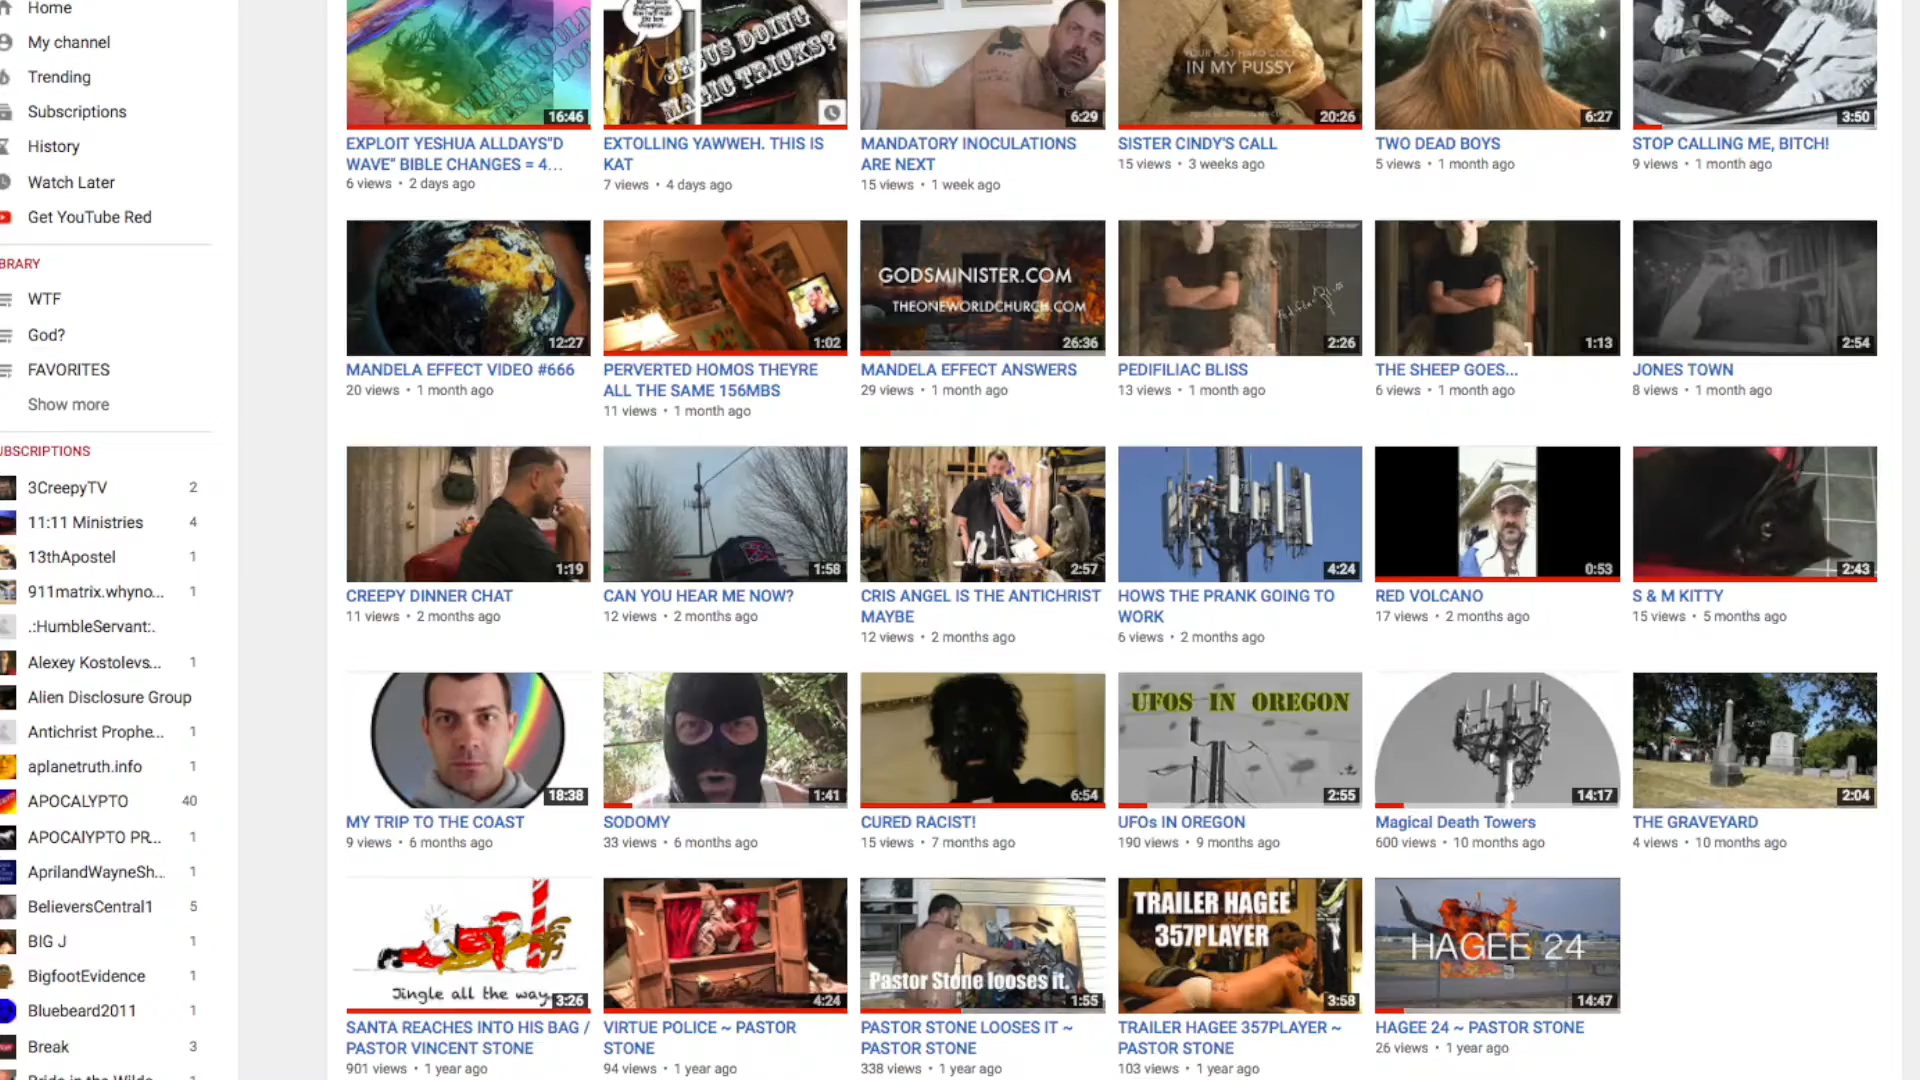 Home
My channel
Trending
Subscriptions
History
Watch Later
Get YouTube Red
BRARY
WTF
God?
FAVORITES
Show more
UBSCRIPTIONS
3CreepyTV 2
11:11 Ministries 4
13thApostel 1
911matrix.whyno... 1
.:HumbleServant:.
Alexey Kostolevs... 1
Alien Disclosure Group
Antichrist Prophe... 1
aplanetruth.info 1
APOCALYPTO 40
APOCAlYPTO PR... 1
AprilandWayneSh... 1
BelieversCentral1 5
BIG J 1
BigfootEvidence 1
Bluebeard2011 1
Break 3
WHAT WOULD
JESUS DO?
16:46
EXPLOIT YESHUA ALLDAYS"D
WAVE" BIBLE CHANGES = 4...
6 views • 2 days ago
JESUS DOING
MAGIC TRICKS?
EXTOLLING YAWWEH. THIS IS
KAT
7 views • 4 days ago
6:29
MANDATORY INOCULATIONS
ARE NEXT
15 views • 1 week ago
YOUR HOT HARD COCK
IN MY PUSSY
20:26
SISTER CINDY'S CALL
15 views • 3 weeks ago
6:27
TWO DEAD BOYS
5 views • 1 month ago
3:50
STOP CALLING ME, BITCH!
9 views • 1 month ago
12:27
MANDELA EFFECT VIDEO #666
20 views • 1 month ago
1:02
PERVERTED HOMOS THEYRE
ALL THE SAME 156MBS
11 views • 1 month ago
GODSMINISTER.COM
THEONEWORLDCHURCH.COM
26:36
MANDELA EFFECT ANSWERS
29 views • 1 month ago
2:26
PEDIFILIAC BLISS
13 views • 1 month ago
1:13
THE SHEEP GOES...
6 views • 1 month ago
2:54
JONES TOWN
8 views • 1 month ago
1:19
CREEPY DINNER CHAT
11 views • 2 months ago
1:58
CAN YOU HEAR ME NOW?
12 views • 2 months ago
2:57
CRIS ANGEL IS THE ANTICHRIST
MAYBE
12 views • 2 months ago
4:24
HOWS THE PRANK GOING TO
WORK
6 views • 2 months ago
0:53
RED VOLCANO
17 views • 2 months ago
2:43
S & M KITTY
15 views • 5 months ago
18:38
MY TRIP TO THE COAST
9 views • 6 months ago
1:41
SODOMY
33 views • 6 months ago
6:54
CURED RACIST!
15 views • 7 months ago
UFOS IN OREGON
2:55
UFOs IN OREGON
190 views • 9 months ago
14:17
Magical Death Towers
600 views • 10 months ago
2:04
THE GRAVEYARD
4 views • 10 months ago
Jingle all the way.
3:26
SANTA REACHES INTO HIS BAG /
PASTOR VINCENT STONE
901 views • 1 year ago
4:24
VIRTUE POLICE ~ PASTOR
STONE
94 views • 1 year ago
Pastor Stone looses it.
1:55
PASTOR STONE LOOSES IT ~
PASTOR STONE
338 views • 1 year ago
TRAILER HAGEE
357PLAYER
3:58
TRAILER HAGEE 357PLAYER ~
PASTOR STONE
103 views • 1 year ago
HAGEE 24
14:47
HAGEE 24 ~ PASTOR STONE
26 views • 1 year ago